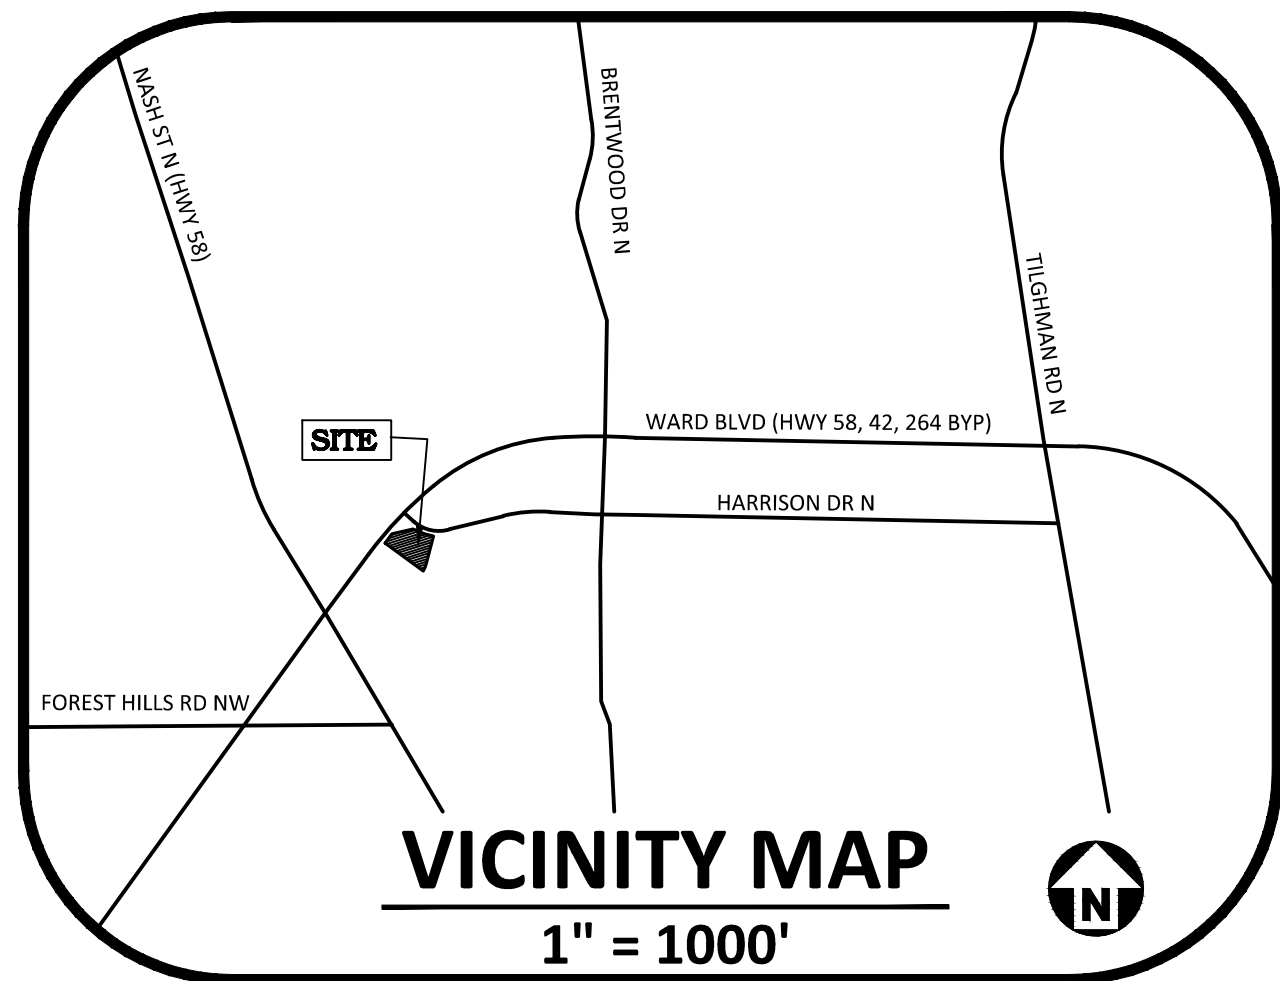 NASH ST N (HWY 58)
BRENTWOOD DR N
TILGHMAN RD N
WARD BLVD (HWY 58, 42, 264 BYP)
SITE
HARRISON DR N
FOREST HILLS RD NW
VICINITY MAP
1" = 1000'
N